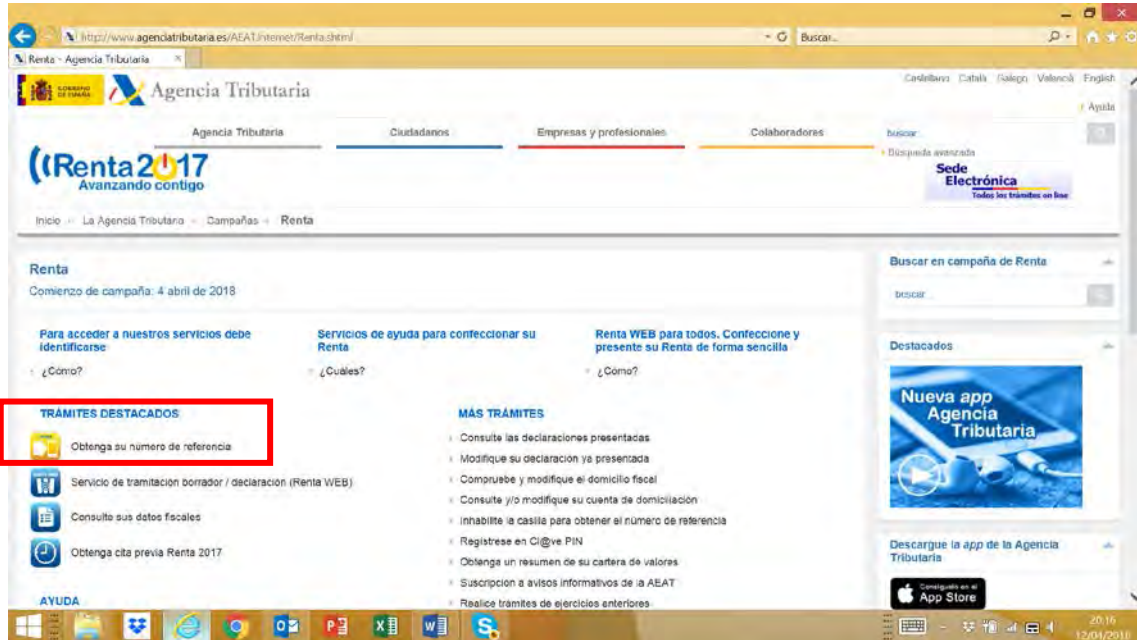 http://www.agenciatributaria.es/AEAT.internet/Renta.shtml
Buscar...
Renta - Agencia Tributaria
GOBIERNO DE ESPAÑA
Agencia Tributaria
Castellano Català Galego Valencià English
Ayuda
Agencia Tributaria Ciudadanos Empresas y profesionales Colaboradores
buscar
Búsqueda avanzada
Renta2017
Avanzando contigo
Sede
Electrónica
Todos los trámites on line
Inicio La Agencia Tributaria Campañas Renta
Renta
Comienzo de campaña: 4 abril de 2018
Buscar en campaña de Renta
buscar
Para acceder a nuestros servicios debe
identificarse
¿Cómo?
Servicios de ayuda para confeccionar su
Renta
¿Cuáles?
Renta WEB para todos. Confeccione y
presente su Renta de forma sencilla
¿Cómo?
Destacados
Nueva app
Agencia
Tributaria
TRÁMITES DESTACADOS
Obtenga su número de referencia
Servicio de tramitación borrador / declaración (Renta WEB)
Consulte sus datos fiscales
Obtenga cita previa Renta 2017
AYUDA
MÁS TRÁMITES
Consulte las declaraciones presentadas
Modifique su declaración ya presentada
Compruebe y modifique el domicilio fiscal
Consulte y/o modifique su cuenta de domiciliación
Inhabilite la casilla para obtener el número de referencia
Regístrese en Cl@ve PIN
Obtenga un resumen de su cartera de valores
Suscripción a avisos informativos de la AEAT
Realice trámites de ejercicios anteriores
Descargue la app de la Agencia
Tributaria
Consíguelo en el
App Store
20:16
12/04/2018